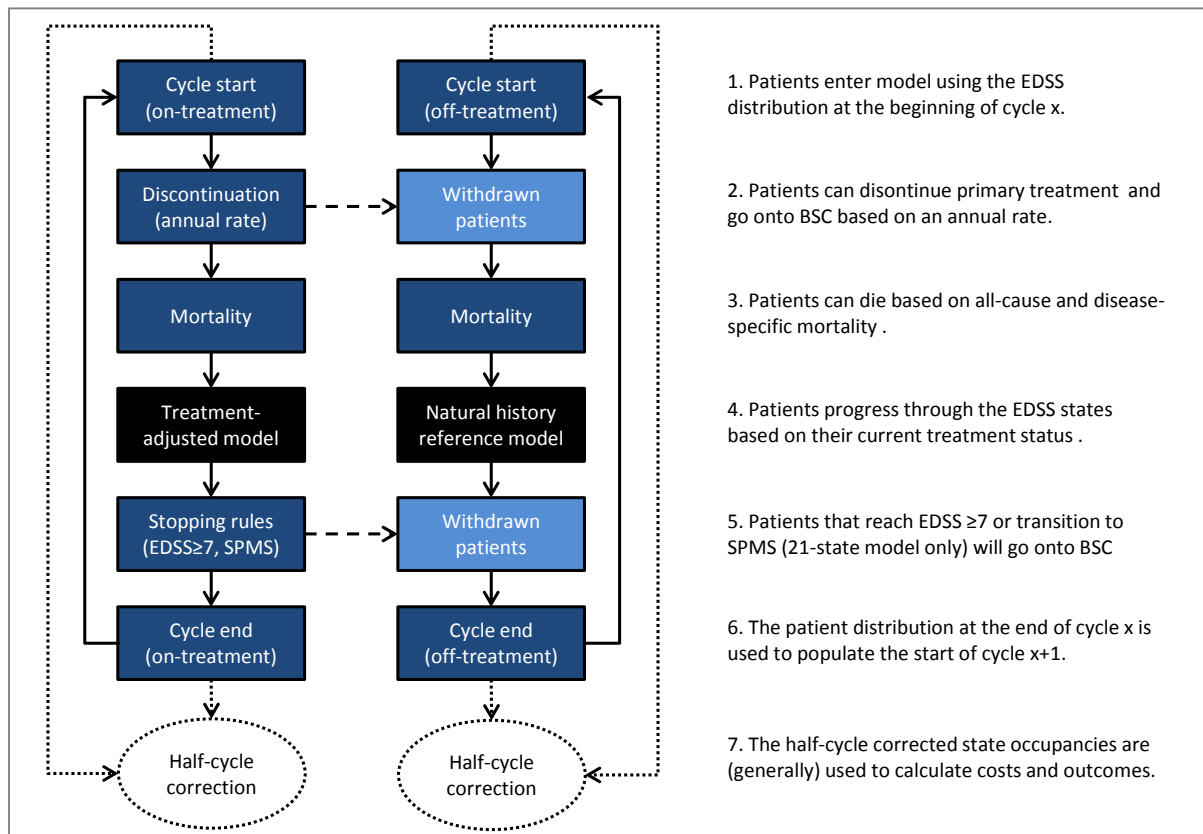 Cycle start
(on-treatment)
Cycle start
(off-treatment)
1. Patients enter model using the EDSS
distribution at the beginning of cycle x.
Discontinuation
(annual rate)
Withdrawn
patients
2. Patients can disontinue primary treatment and
go onto BSC based on an annual rate.
Mortality
Mortality
3. Patients can die based on all-cause and disease-
specific mortality .
Treatment-
adjusted model
Natural history
reference model
4. Patients progress through the EDSS states
based on their current treatment status .
Stopping rules
(EDSS≥7, SPMS)
Withdrawn
patients
5. Patients that reach EDSS ≥7 or transition to
SPMS (21-state model only) will go onto BSC
Cycle end
(on-treatment)
Cycle end
(off-treatment)
6. The patient distribution at the end of cycle x is
used to populate the start of cycle x+1.
Half-cycle
correction
Half-cycle
correction
7. The half-cycle corrected state occupancies are
(generally) used to calculate costs and outcomes.